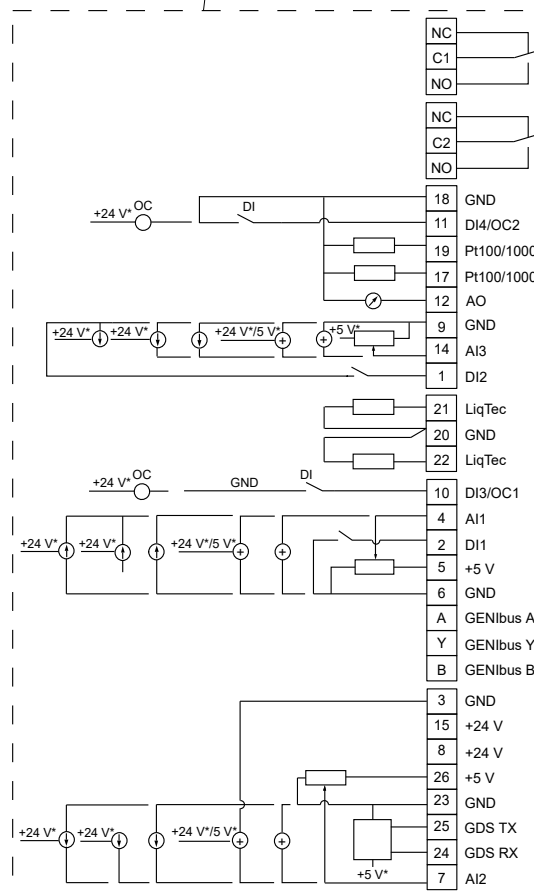 NC
C1
NO
NC
C2
NO
18 GND
+24 V* OC DI 11 DI4/OC2
19 Pt100/1000
17 Pt100/1000
12 AO
9 GND
+24 V* +24 V* +24 V*/5 V* +5 V*
14 AI3
1 DI2
21 LiqTec
20 GND
22 LiqTec
+24 V* OC GND DI 10 DI3/OC1
4 AI1
+24 V* +24 V* +24 V*/5 V* 2 DI1
5 +5 V
6 GND
A GENIbus A
Y GENIbus Y
B GENIbus B
3 GND
15 +24 V
8 +24 V
26 +5 V
23 GND
+24 V* +24 V* +24 V*/5 V* 25 GDS TX
24 GDS RX
+5 V* 7 AI2